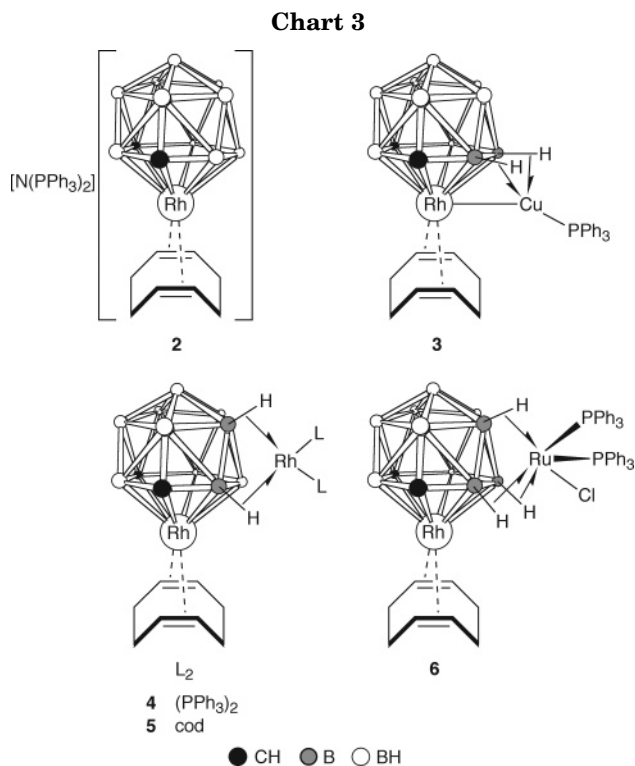 Chart 3
[N(PPh3)2]
Rh
2
H
H
Rh
Cu
PPh3
3
H
L
Rh
L
H
Rh
L2
4 (PPh3)2
5 cod
H
PPh3
Ru
PPh3
Cl
H
H
Rh
6
CH B BH